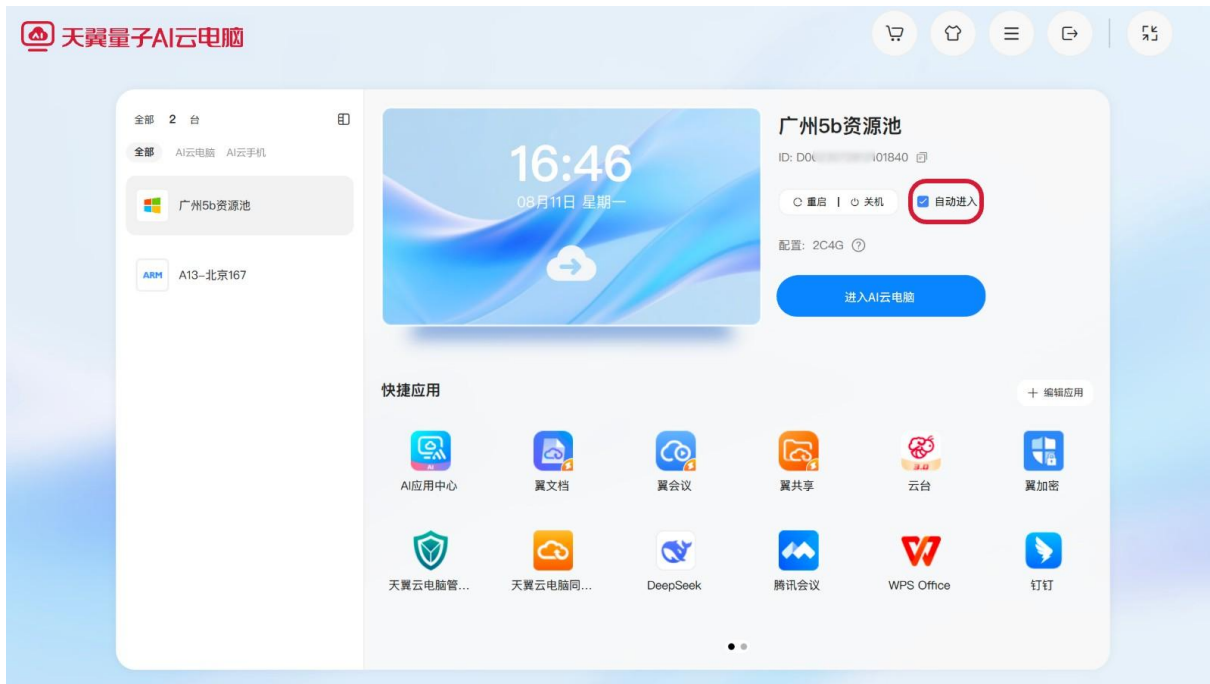 天翼量子AI云电脑
全部 2 台
全部 AI云电脑 AI云手机
广州5b资源池
ARM A13-北京167
16:46
08月11日 星期一
广州5b资源池
ID: D0 01840
重启 关机 自动进入
配置: 2C4G
进入AI云电脑
快捷应用
编辑应用
AI
3.0
AI应用中心 翼文档 翼会议 翼共享 云台 翼加密
天翼云电脑管... 天翼云电脑同... DeepSeek 腾讯会议 WPS Office 钉钉